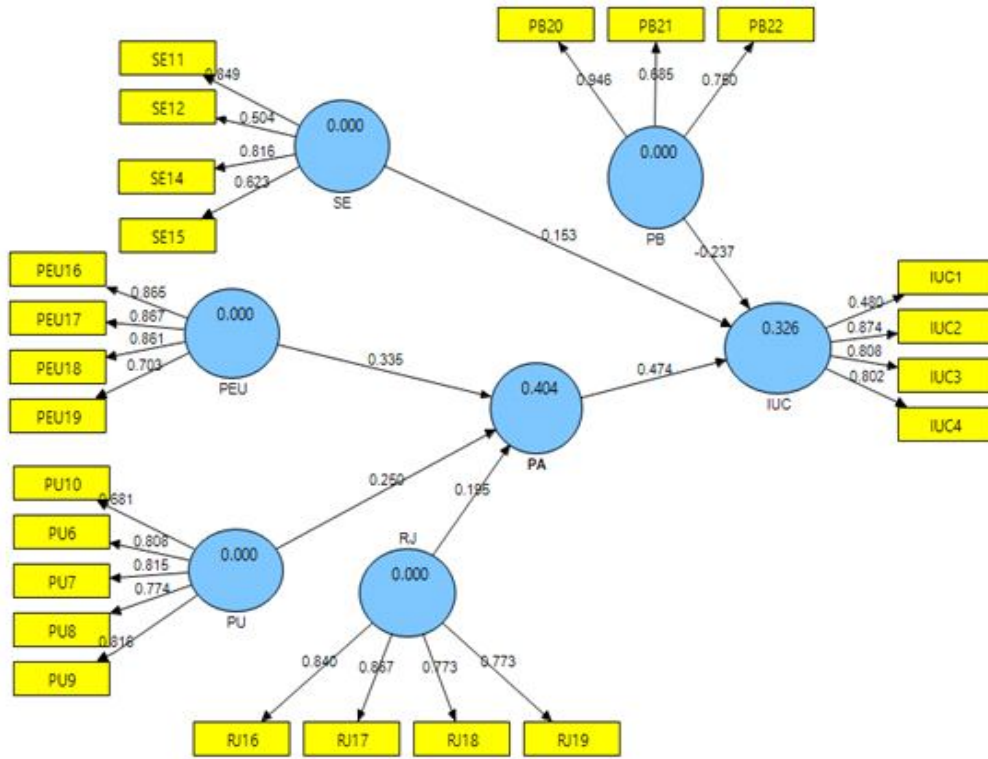 PB20
PB21
PB22
0.946
0.685
0.750
0.000
PB
-0.237
SE11
SE12
SE14
SE15
0.849
0.504
0.816
0.623
0.000
SE
0.153
PEU16
PEU17
PEU18
PEU19
0.865
0.867
0.861
0.703
0.000
PEU
0.335
0.404
PA
0.474
0.326
IUC
0.480
0.874
0.808
0.802
IUC1
IUC2
IUC3
IUC4
PU10
PU6
PU7
PU8
PU9
0.681
0.808
0.815
0.774
0.816
0.000
PU
0.250
0.195
RJ
0.000
0.840
0.867
0.773
0.773
RJ16
RJ17
RJ18
RJ19